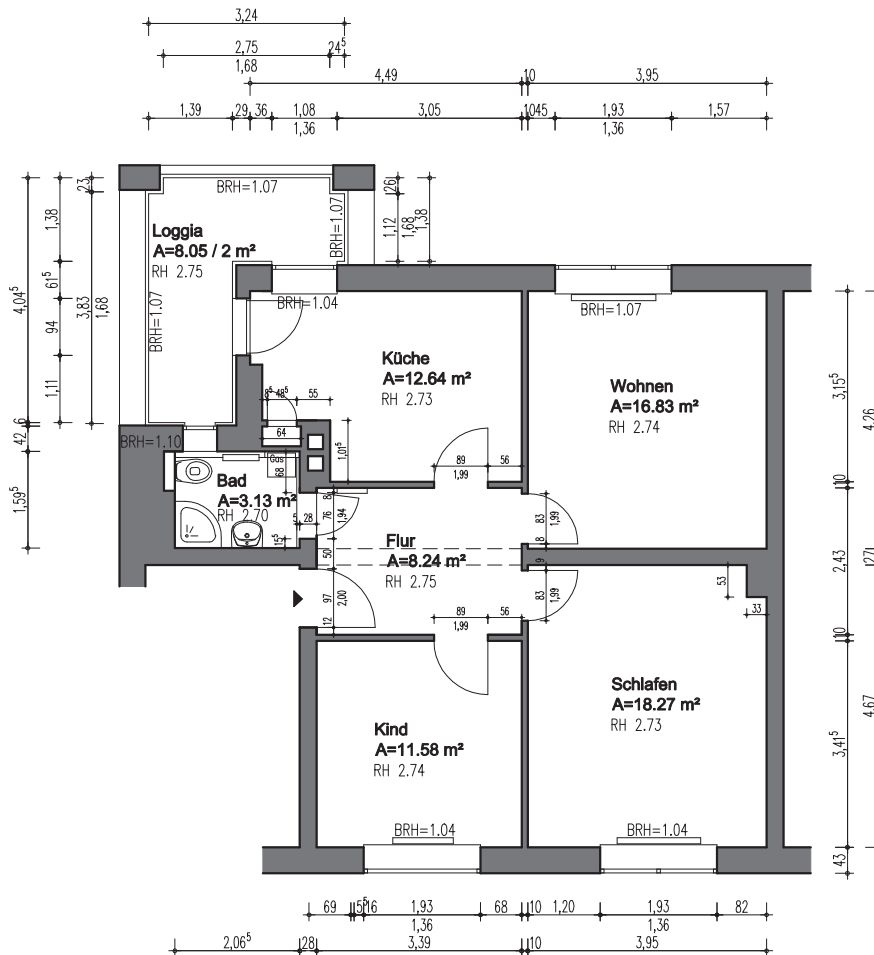 3,24
2,75
24⁵
1,68
4,49
10
3,95
1,39
29
36
1,08
3,05
1,36
1045
1,93
1,57
1,36
23
BRH=1.07
26
1,38
1,12
1,68
1,38
BRH=1.07
Loggia
A=8.05 / 2 m²
RH 2.75
4,04⁵
61⁵
3,83
1,68
94
1,11
BRH=1.07
BRH=1.04
BRH=1.07
Küche
A=12.64 m²
RH 2.73
Wohnen
A=16.83 m²
RH 2.74
3,15⁵
4,26
8⁵
48⁵
55
64
1,01⁵
6
42
BRH=1.10
Gas
68
Bad
A=3.13 m²
RH 2.70
1,59⁵
15⁵
28
8
76
1,94
50
89
1,99
56
83
1,99
8
10
Flur
A=8.24 m²
RH 2.75
9
83
1,99
2,43
27
53
33
97
2,00
12
89
1,99
56
10
Schlafen
A=18.27 m²
RH 2.73
Kind
A=11.58 m²
RH 2.74
3,41⁵
4,67
BRH=1.04
BRH=1.04
43
69
5⁵
16
1,93
68
10
1,20
1,93
82
1,36
1,36
2,06⁵
28
3,39
10
3,95